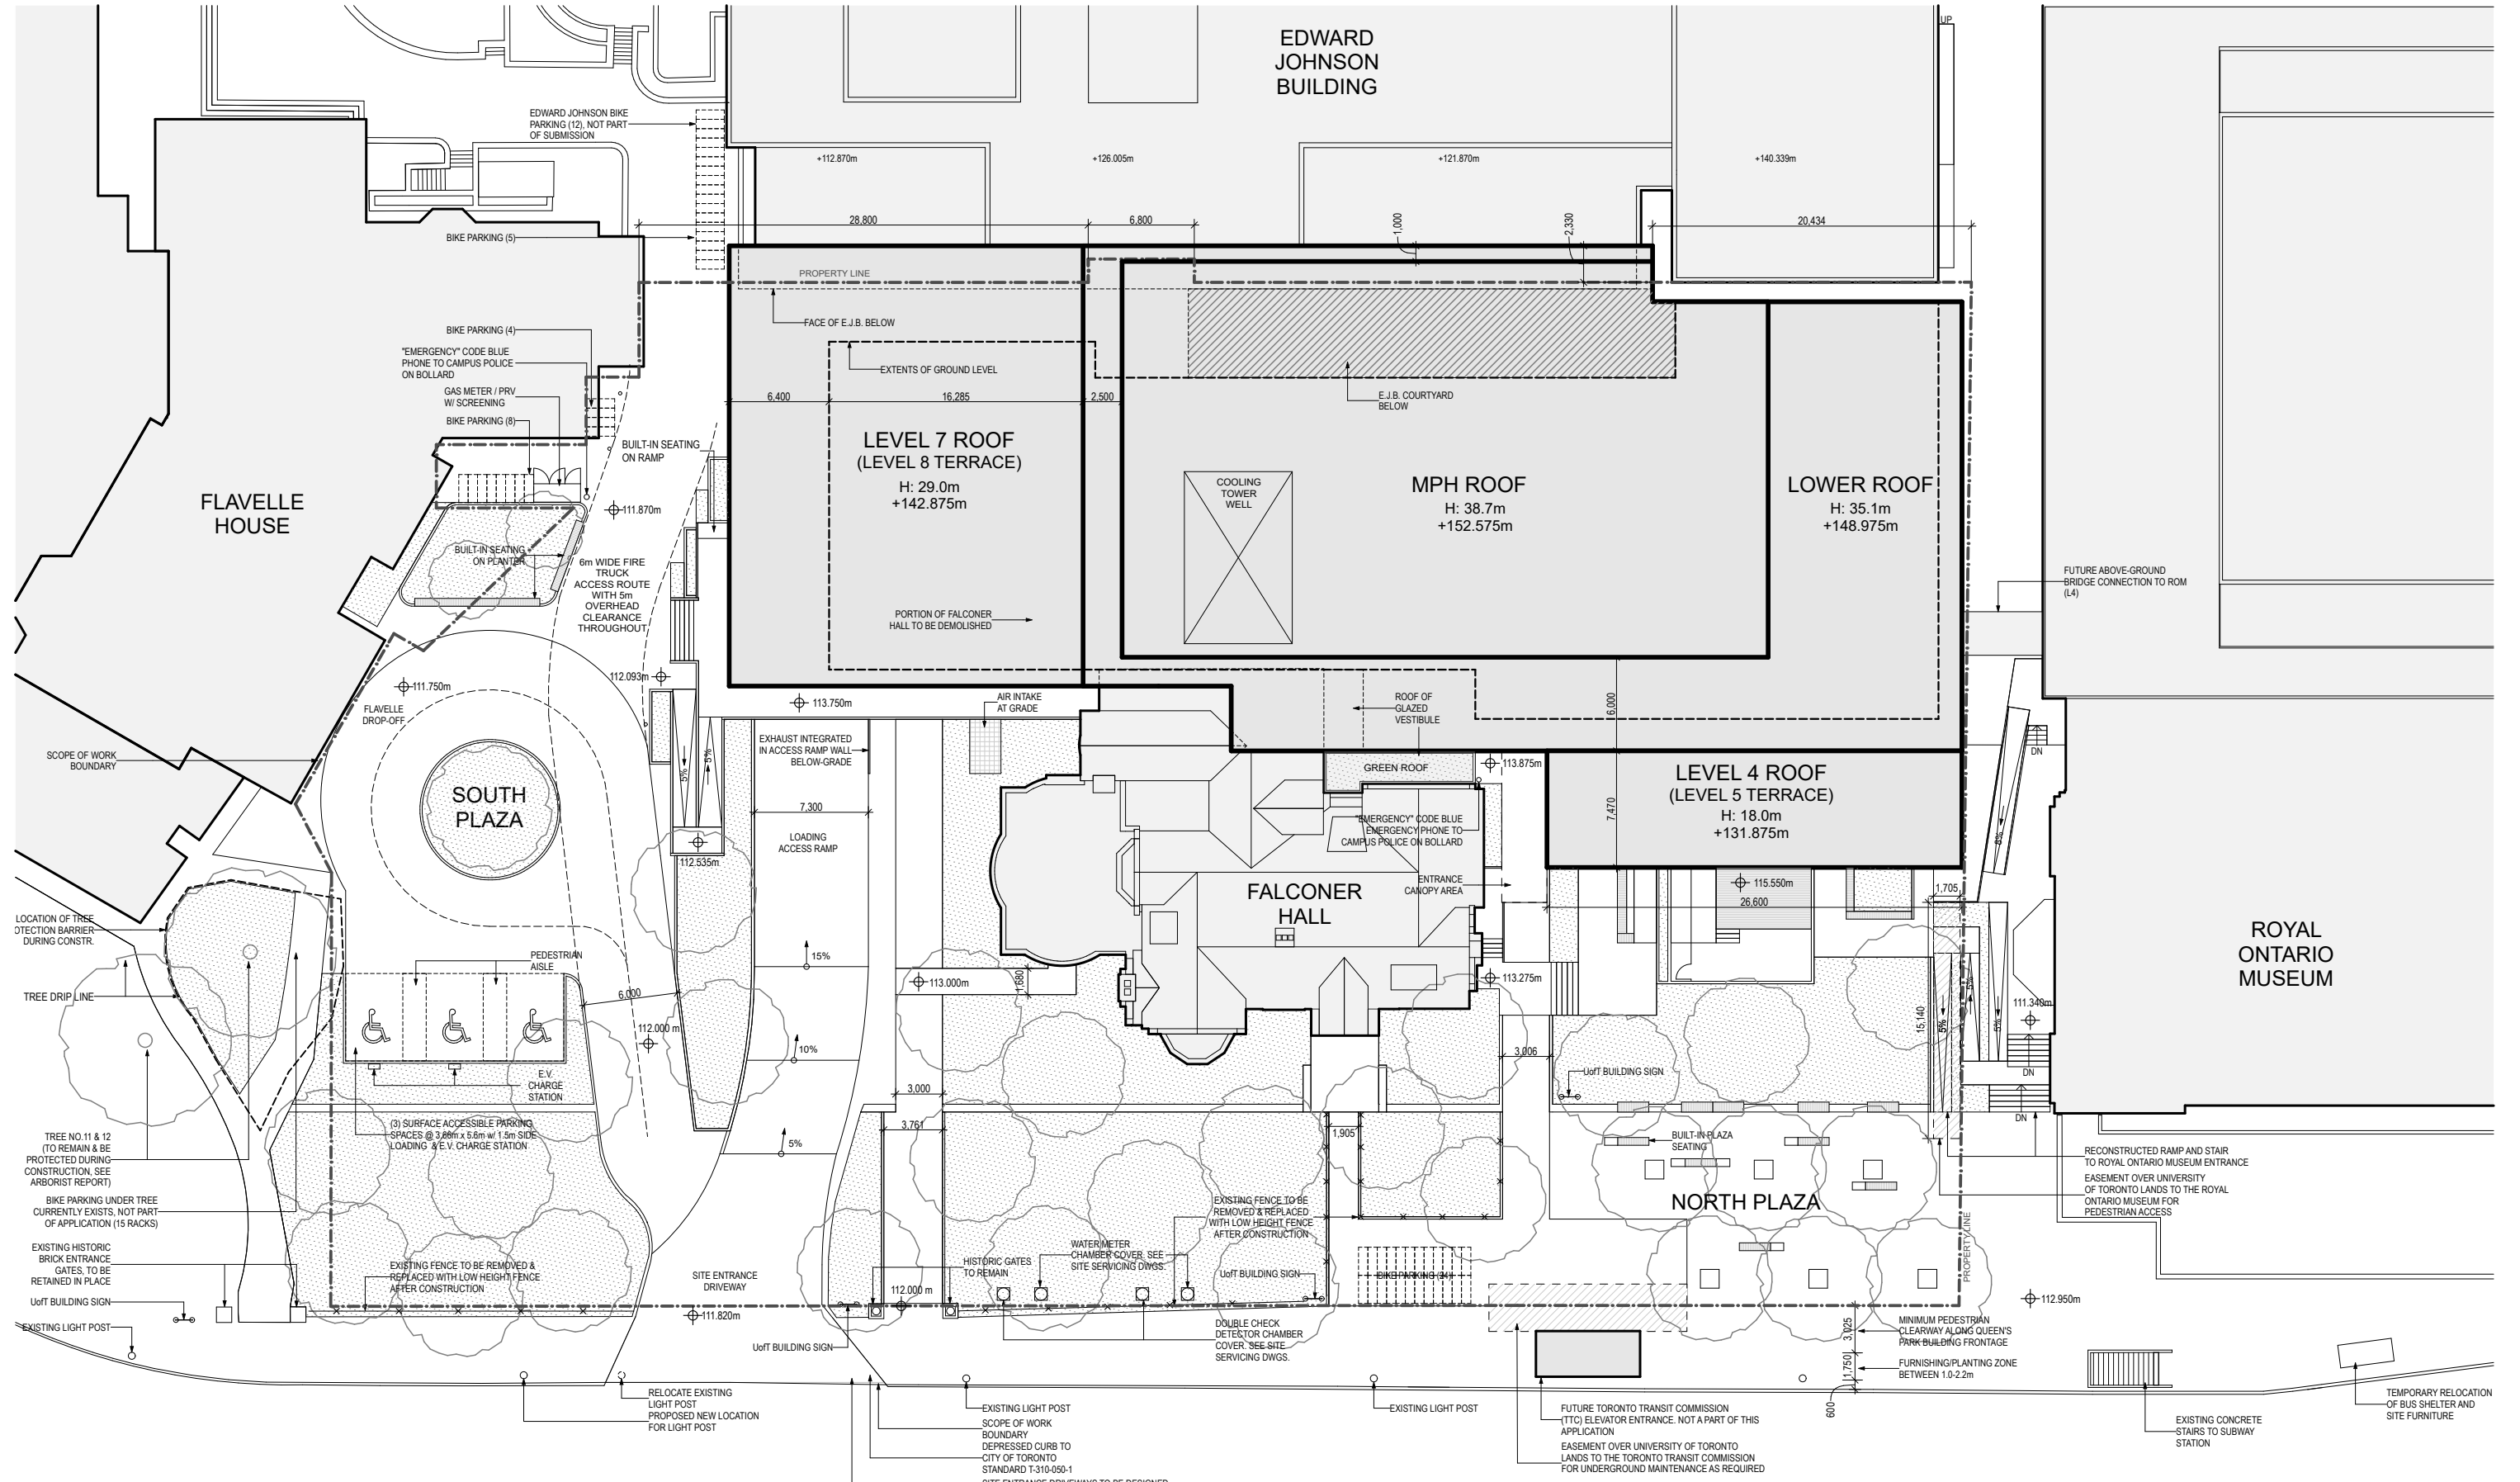 EDWARD
JOHNSON
BUILDING
UP
EDWARD JOHNSON BIKE
PARKING (12), NOT PART
OF SUBMISSION
+112.870m
+126.005m
+121.870m
+140.339m
28,800
6,800
1,000
2,330
20,434
BIKE PARKING (5)
PROPERTY LINE
FACE OF E.J.B. BELOW
BIKE PARKING (4)
"EMERGENCY" CODE BLUE
PHONE TO CAMPUS POLICE
ON BOLLARD
EXTENTS OF GROUND LEVEL
GAS METER / PRV
W/ SCREENING
6,400
16,285
2,500
E.J.B. COURTYARD
BELOW
BIKE PARKING (8)
BUILT-IN SEATING
ON RAMP
LEVEL 7 ROOF
(LEVEL 8 TERRACE)
H: 29.0m
+142.875m
COOLING
TOWER
WELL
MPH ROOF
H: 38.7m
+152.575m
LOWER ROOF
H: 35.1m
+148.975m
FLAVELLE
HOUSE
111.870m
BUILT-IN SEATING
ON PLANTER
6m WIDE FIRE
TRUCK
ACCESS ROUTE
WITH 5m
OVERHEAD
CLEARANCE
THROUGHOUT
PORTION OF FALCONER
HALL TO BE DEMOLISHED
FUTURE ABOVE-GROUND
BRIDGE CONNECTION TO ROM
(L4)
112.093m
111.750m
FLAVELLE
DROP-OFF
113.750m
AIR INTAKE
AT GRADE
ROOF OF
GLAZED
VESTIBULE
6,000
SCOPE OF WORK
BOUNDARY
5%
5%
EXHAUST INTEGRATED
IN ACCESS RAMP WALL
BELOW-GRADE
GREEN ROOF
113.875m
LEVEL 4 ROOF
(LEVEL 5 TERRACE)
H: 18.0m
+131.875m
DN
SOUTH
PLAZA
7,300
7,470
LOADING
ACCESS RAMP
"EMERGENCY" CODE BLUE
EMERGENCY PHONE TO
CAMPUS POLICE ON BOLLARD
8%
112.535m
FALCONER
HALL
ENTRANCE
CANOPY AREA
115.550m
26,600
1,705
LOCATION OF TREE
OTECTION BARRIER
DURING CONSTR.
ROYAL
ONTARIO
MUSEUM
PEDESTRIAN
AISLE
15%
TREE DRIP LINE
6,000
113.000m
1,680
113.275m
5%
5%
5%
15,140
111.340m
112.000 m
10%
3,006
DN
E.V.
CHARGE
STATION
3,000
UofT BUILDING SIGN
DN
(3) SURFACE ACCESSIBLE PARKING
SPACES @ 3.66m x 5.6m w/ 1.5m SIDE
LOADING & E.V. CHARGE STATION
3,761
1,905
BUILT-IN PLAZA
SEATING
5%
TREE NO.11 & 12
(TO REMAIN & BE
PROTECTED DURING
CONSTRUCTION, SEE
ARBORIST REPORT)
RECONSTRUCTED RAMP AND STAIR
TO ROYAL ONTARIO MUSEUM ENTRANCE
EASEMENT OVER UNIVERSITY
OF TORONTO LANDS TO THE ROYAL
ONTARIO MUSEUM FOR
PEDESTRIAN ACCESS
BIKE PARKING UNDER TREE
CURRENTLY EXISTS, NOT PART
OF APPLICATION (15 RACKS)
EXISTING FENCE TO BE
REMOVED & REPLACED
WITH LOW HEIGHT FENCE
AFTER CONSTRUCTION
NORTH PLAZA
PROPERTY LINE
EXISTING HISTORIC
BRICK ENTRANCE
GATES, TO BE
RETAINED IN PLACE
EXISTING FENCE TO BE REMOVED &
REPLACED WITH LOW HEIGHT FENCE
AFTER CONSTRUCTION
SITE ENTRANCE
DRIVEWAY
HISTORIC GATES
TO REMAIN
WATER METER
CHAMBER COVER. SEE
SITE SERVICING DWGS.
UofT BUILDING SIGN
BIKE PARKING (24)
UofT BUILDING SIGN
112.000 m
111.820m
112.950m
EXISTING LIGHT POST
UofT BUILDING SIGN
DOUBLE CHECK
DETECTOR CHAMBER
COVER. SEE SITE
SERVICING DWGS.
3,025
MINIMUM PEDESTRIAN
CLEARWAY ALONG QUEEN'S
PARK BUILDING FRONTAGE
1,750
FURNISHING/PLANTING ZONE
BETWEEN 1.0-2.2m
600
RELOCATE EXISTING
LIGHT POST
PROPOSED NEW LOCATION
FOR LIGHT POST
EXISTING LIGHT POST
SCOPE OF WORK
BOUNDARY
DEPRESSED CURB TO
CITY OF TORONTO
STANDARD T-310-050-1
SITE ENTRANCE DRIVEWAYS TO BE DESIGNED
EXISTING LIGHT POST
FUTURE TORONTO TRANSIT COMMISSION
(TTC) ELEVATOR ENTRANCE. NOT A PART OF THIS
APPLICATION
EASEMENT OVER UNIVERSITY OF TORONTO
LANDS TO THE TORONTO TRANSIT COMMISSION
FOR UNDERGROUND MAINTENANCE AS REQUIRED
EXISTING CONCRETE
STAIRS TO SUBWAY
STATION
TEMPORARY RELOCATION
OF BUS SHELTER AND
SITE FURNITURE